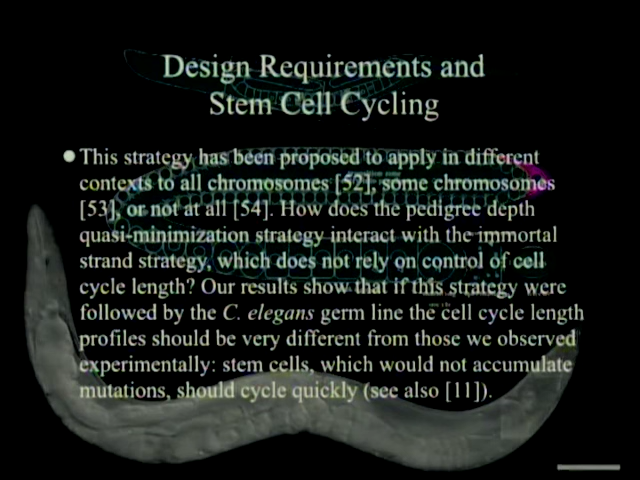 Design Requirements and
Stem Cell Cycling
This strategy has been proposed to apply in different
contexts to all chromosomes [52], some chromosomes
[53], or not at all [54]. How does the pedigree depth
quasi-minimization strategy interact with the immortal
strand strategy, which does not rely on control of cell
cycle length? Our results show that if this strategy were
followed by the C. elegans germ line the cell cycle length
profiles should be very different from those we observed
experimentally: stem cells, which would not accumulate
mutations, should cycle quickly (see also [11]).